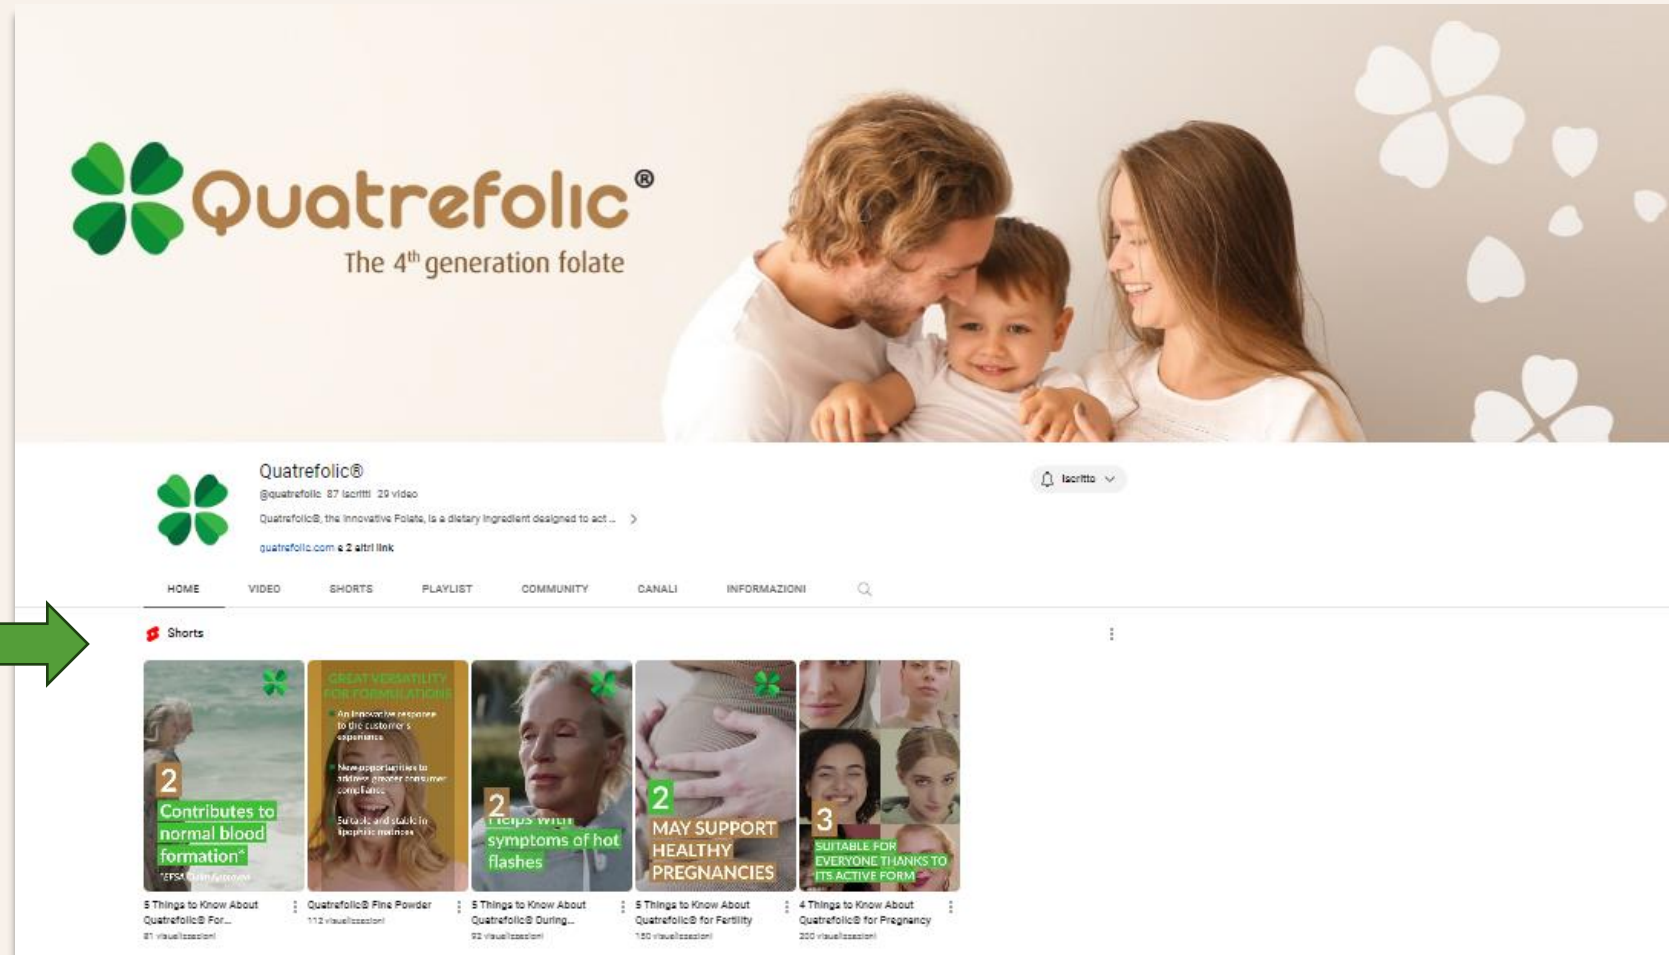 Quatrefolic®
The 4th generation folate
Quatrefolic®
@quatrefolic 87 iscritti 29 video
Quatrefolic®, the Innovative Folate, is a dietary ingredient designed to act ...
quatrefolic.com e 2 altri link
Iscritto
HOME VIDEO SHORTS PLAYLIST COMMUNITY CANALI INFORMAZIONI
Shorts
2
Contributes to
normal blood
formation*
*EFSA Claim Approved
GREAT VERSATILITY
FOR FORMULATIONS
An innovative response
to the customer's
experience
New opportunities to
address greater consumer
compliance
Suitable and stable in
lipophilic matrices
2
Helps with
symptoms of hot
flashes
2
MAY SUPPORT
HEALTHY
PREGNANCIES
3
SUITABLE FOR
EVERYONE THANKS TO
ITS ACTIVE FORM
5 Things to Know About
Quatrefolic® For...
81 visualizzazioni
Quatrefolic® Fine Powder
112 visualizzazioni
5 Things to Know About
Quatrefolic® During...
92 visualizzazioni
5 Things to Know About
Quatrefolic® for Fertility
150 visualizzazioni
4 Things to Know About
Quatrefolic® for Pregnancy
200 visualizzazioni